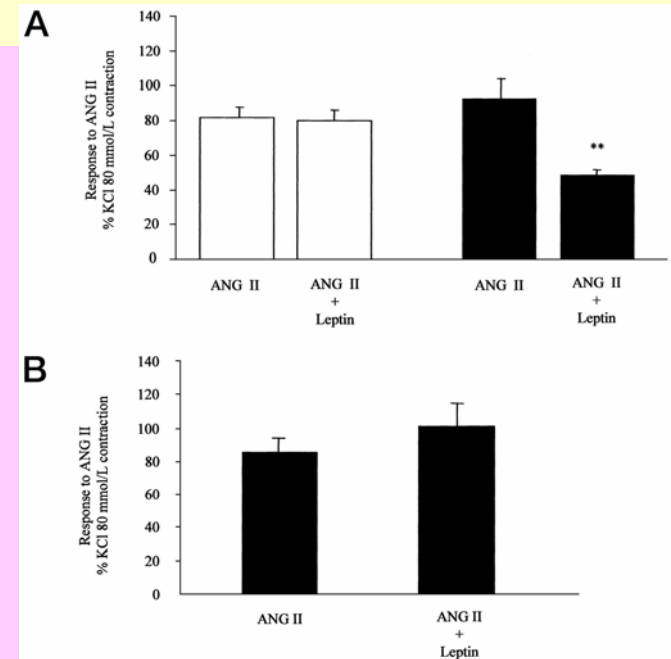 A
Response to ANG II
% KCl 80 mmol/L contraction
140
120
100
80
60
40
20
0
**
ANG II
ANG II
+
Leptin
ANG II
ANG II
+
Leptin
B
Response to ANG II
% KCl 80 mmol/L contraction
140
120
100
80
60
40
20
0
ANG II
ANG II
+
Leptin